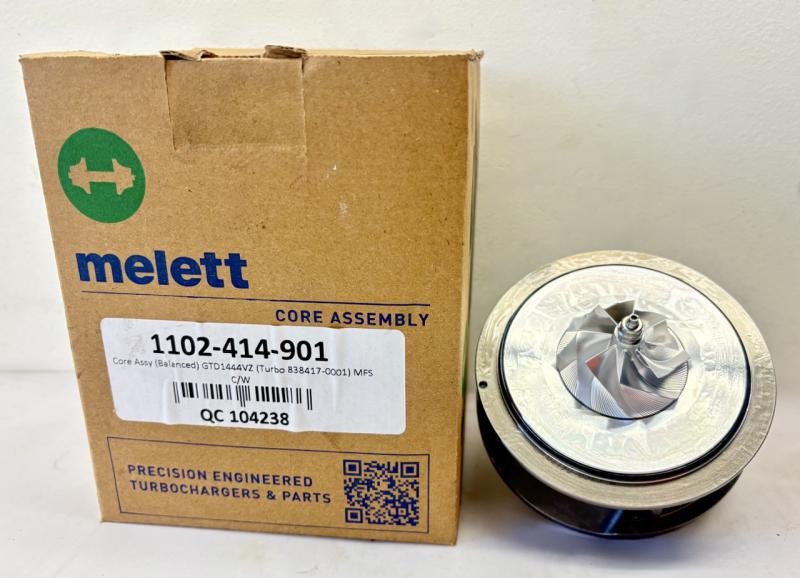 melett
CORE ASSEMBLY
1102-414-901
Core Assy (Balanced) GTD1444VZ (Turbo 838417-0001) MFS
C/W
QC 104238
PRECISION ENGINEERED
TURBOCHARGERS & PARTS